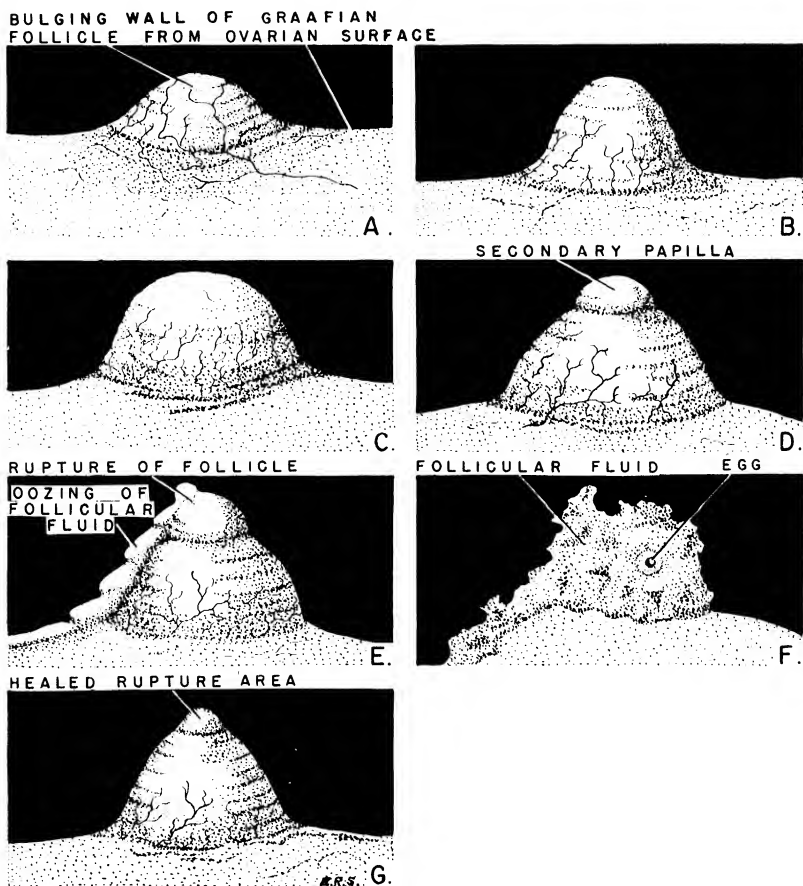 BULGING WALL OF GRAAFIAN
FOLLICLE FROM OVARIAN SURFACE
A.
B.
SECONDARY PAPILLA
C.
D.
RUPTURE OF FOLLICLE
OOZING OF
FOLLICULAR
FLUID
E.
FOLLICULAR FLUID EGG
F.
HEALED RUPTURE AREA
K.R.S. G.